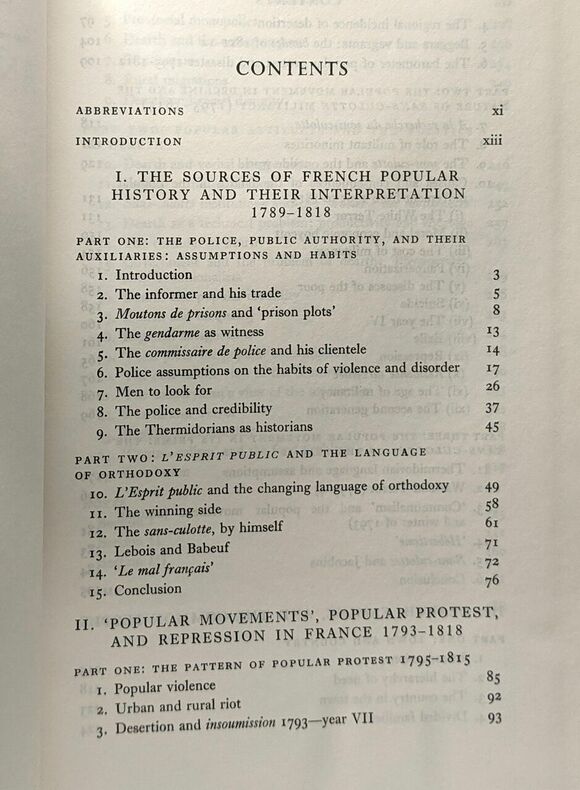 CONTENTS
ABBREVIATIONS xi
INTRODUCTION xiii
I. THE SOURCES OF FRENCH POPULAR
HISTORY AND THEIR INTERPRETATION
1789–1818
PART ONE: THE POLICE, PUBLIC AUTHORITY, AND THEIR
AUXILIARIES: ASSUMPTIONS AND HABITS
1. Introduction 3
2. The informer and his trade 5
3. Moutons de prisons and ‘prison plots’ 8
4. The gendarme as witness 13
5. The commissaire de police and his clientele 14
6. Police assumptions on the habits of violence and disorder 17
7. Men to look for 26
8. The police and credibility 37
9. The Thermidorians as historians 45
PART TWO: L’ESPRIT PUBLIC AND THE LANGUAGE
OF ORTHODOXY
10. L’Esprit public and the changing language of orthodoxy 49
11. The winning side 58
12. The sans-culotte, by himself 61
13. Lebois and Babeuf 71
14. ‘Le mal français’ 72
15. Conclusion 76
II. ‘POPULAR MOVEMENTS’, POPULAR PROTEST,
AND REPRESSION IN FRANCE 1793–1818
PART ONE: THE PATTERN OF POPULAR PROTEST 1795–1815
1. Popular violence 85
2. Urban and rural riot 92
3. Desertion and insoumission 1793—year VII 93